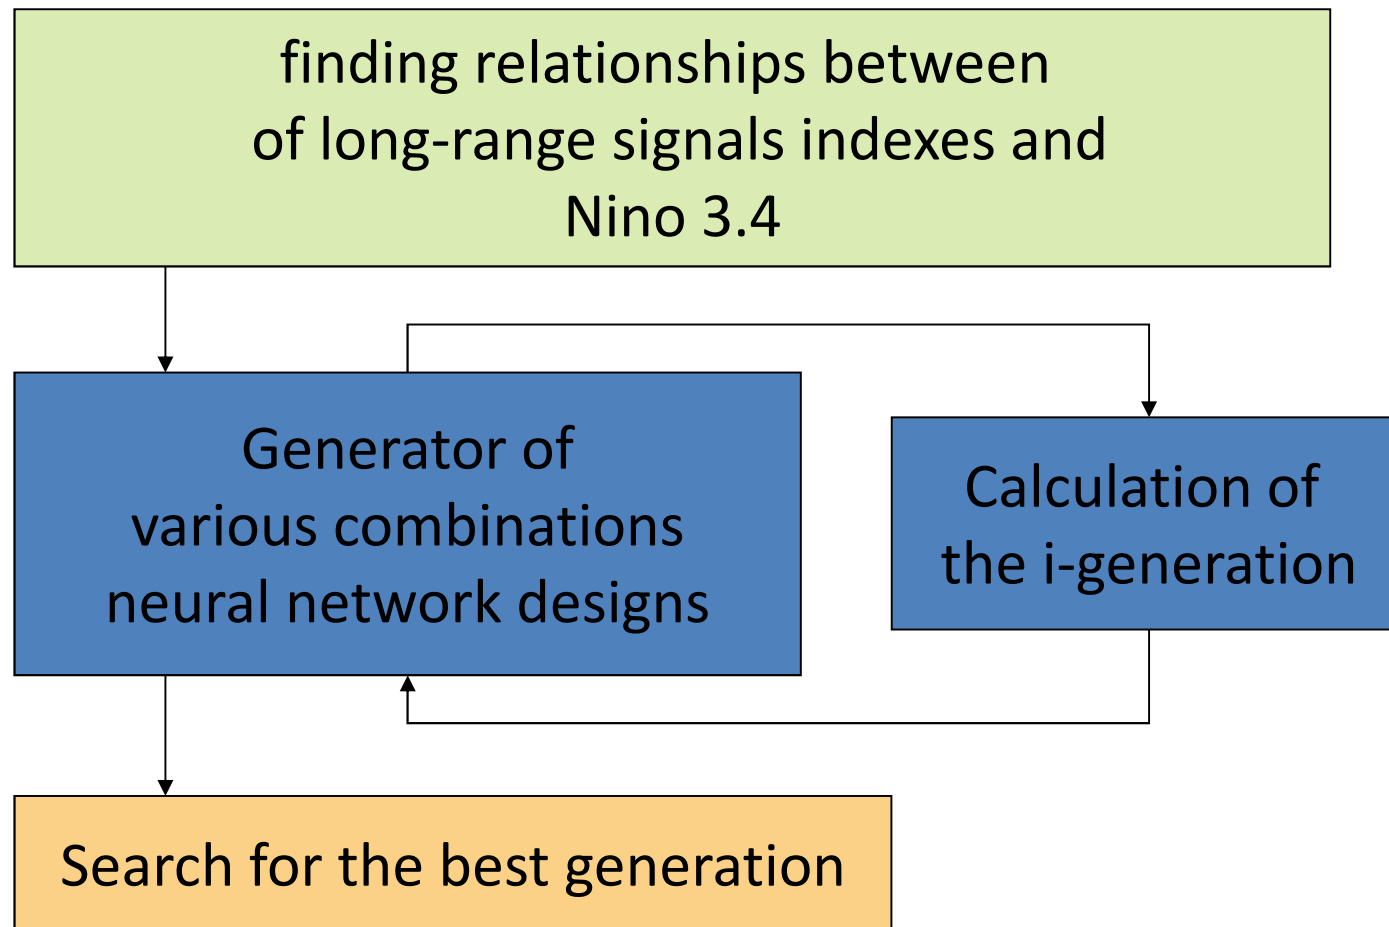 finding relationships between
of long-range signals indexes and
Nino 3.4
Generator of
various combinations
neural network designs
Calculation of
the i-generation
Search for the best generation